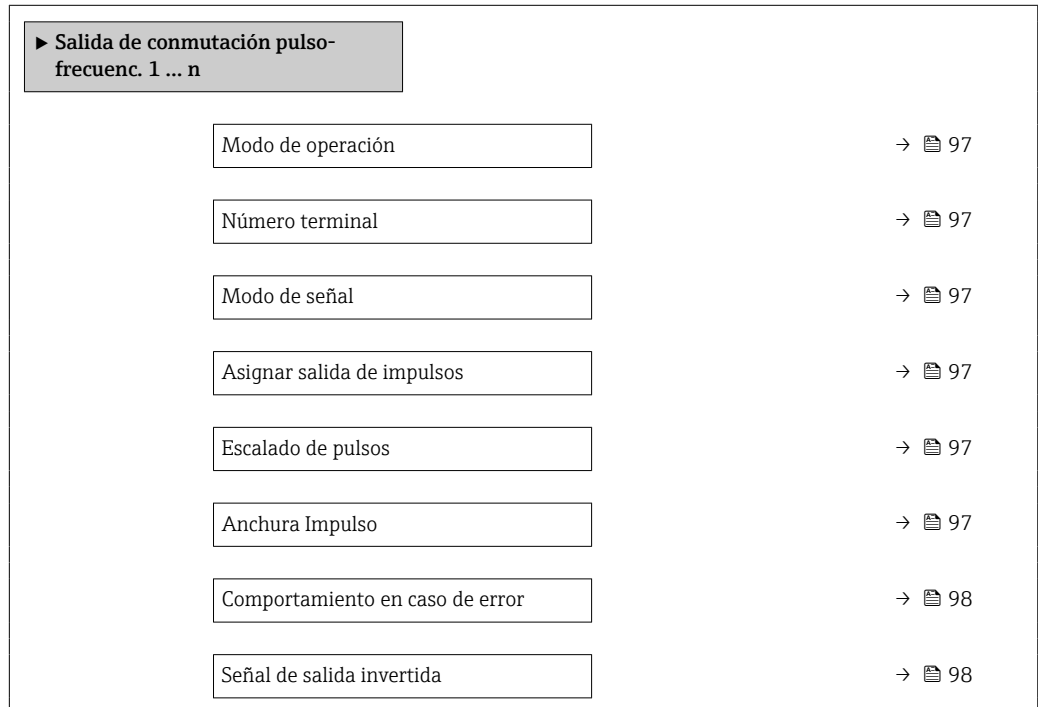 ▶ Salida de conmutación pulso-
frecuenc. 1 ... n
Modo de operación → 97
Número terminal → 97
Modo de señal → 97
Asignar salida de impulsos → 97
Escalado de pulsos → 97
Anchura Impulso → 97
Comportamiento en caso de error → 98
Señal de salida invertida → 98